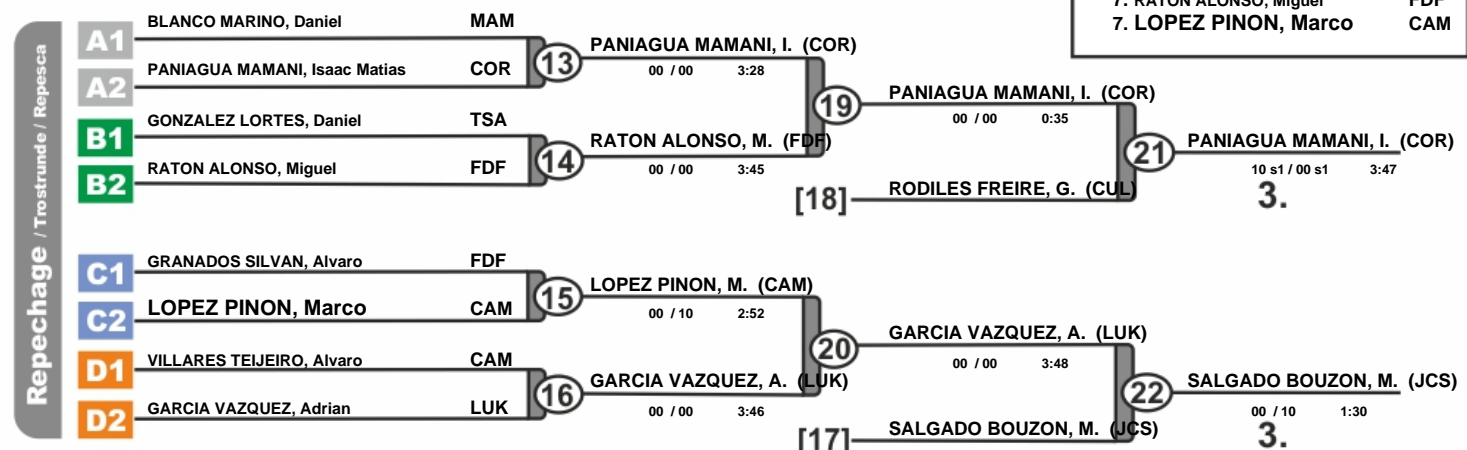 7. RATON ALONSO, Miguel FDF
7. LOPEZ PINON, Marco CAM
Repechage / Trostrunde / Repesca
A1 BLANCO MARINO, Daniel MAM
A2 PANIAGUA MAMANI, Isaac Matias COR
13 PANIAGUA MAMANI, I. (COR)
00 / 00 3:28
B1 GONZALEZ LORTES, Daniel TSA
B2 RATON ALONSO, Miguel FDF
14 RATON ALONSO, M. (FDF)
00 / 00 3:45
19 PANIAGUA MAMANI, I. (COR)
00 / 00 0:35
[18] RODILES FREIRE, G. (CUL)
21 PANIAGUA MAMANI, I. (COR)
10 s1 / 00 s1 3:47
3.
C1 GRANADOS SILVAN, Alvaro FDF
C2 LOPEZ PINON, Marco CAM
15 LOPEZ PINON, M. (CAM)
00 / 10 2:52
D1 VILLARES TEIJEIRO, Alvaro CAM
D2 GARCIA VAZQUEZ, Adrian LUK
16 GARCIA VAZQUEZ, A. (LUK)
00 / 00 3:46
20 GARCIA VAZQUEZ, A. (LUK)
00 / 00 3:48
[17] SALGADO BOUZON, M. (JCS)
22 SALGADO BOUZON, M. (JCS)
00 / 10 1:30
3.